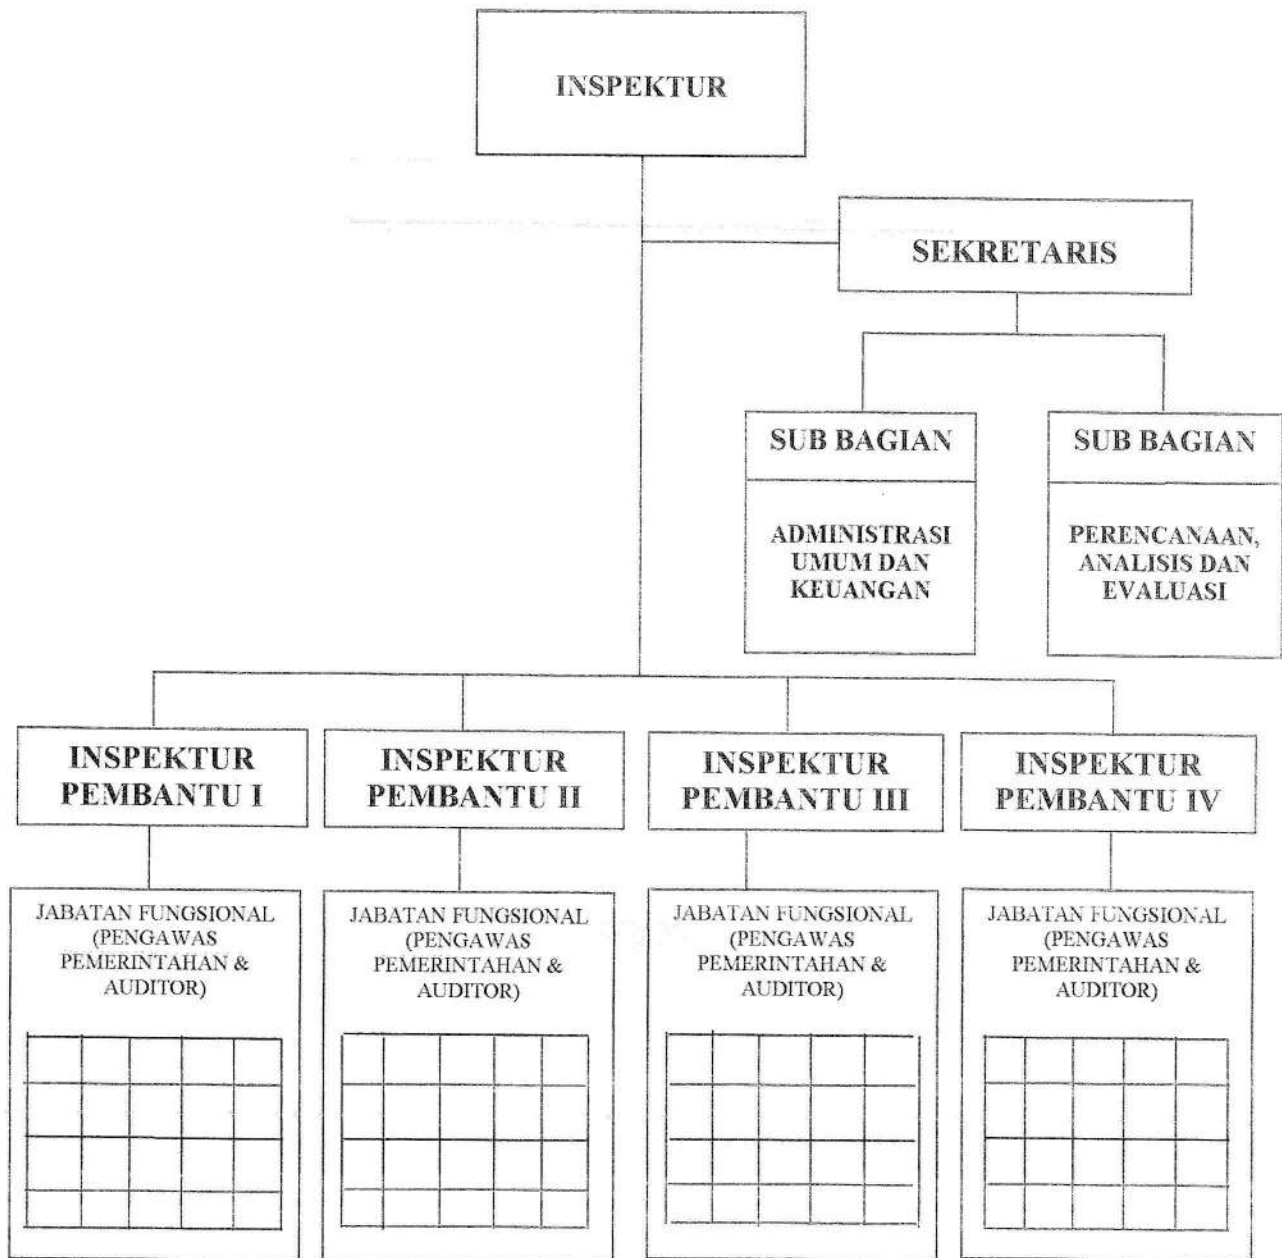 INSPEKTUR
SEKRETARIS
SUB BAGIAN
ADMINISTRASI
UMUM DAN
KEUANGAN
SUB BAGIAN
PERENCANAAN,
ANALISIS DAN
EVALUASI
INSPEKTUR
PEMBANTU I
INSPEKTUR
PEMBANTU II
INSPEKTUR
PEMBANTU III
INSPEKTUR
PEMBANTU IV
JABATAN FUNGSIONAL
(PENGAWAS
PEMERINTAHAN &
AUDITOR)
JABATAN FUNGSIONAL
(PENGAWAS
PEMERINTAHAN &
AUDITOR)
JABATAN FUNGSIONAL
(PENGAWAS
PEMERINTAHAN &
AUDITOR)
JABATAN FUNGSIONAL
(PENGAWAS
PEMERINTAHAN &
AUDITOR)